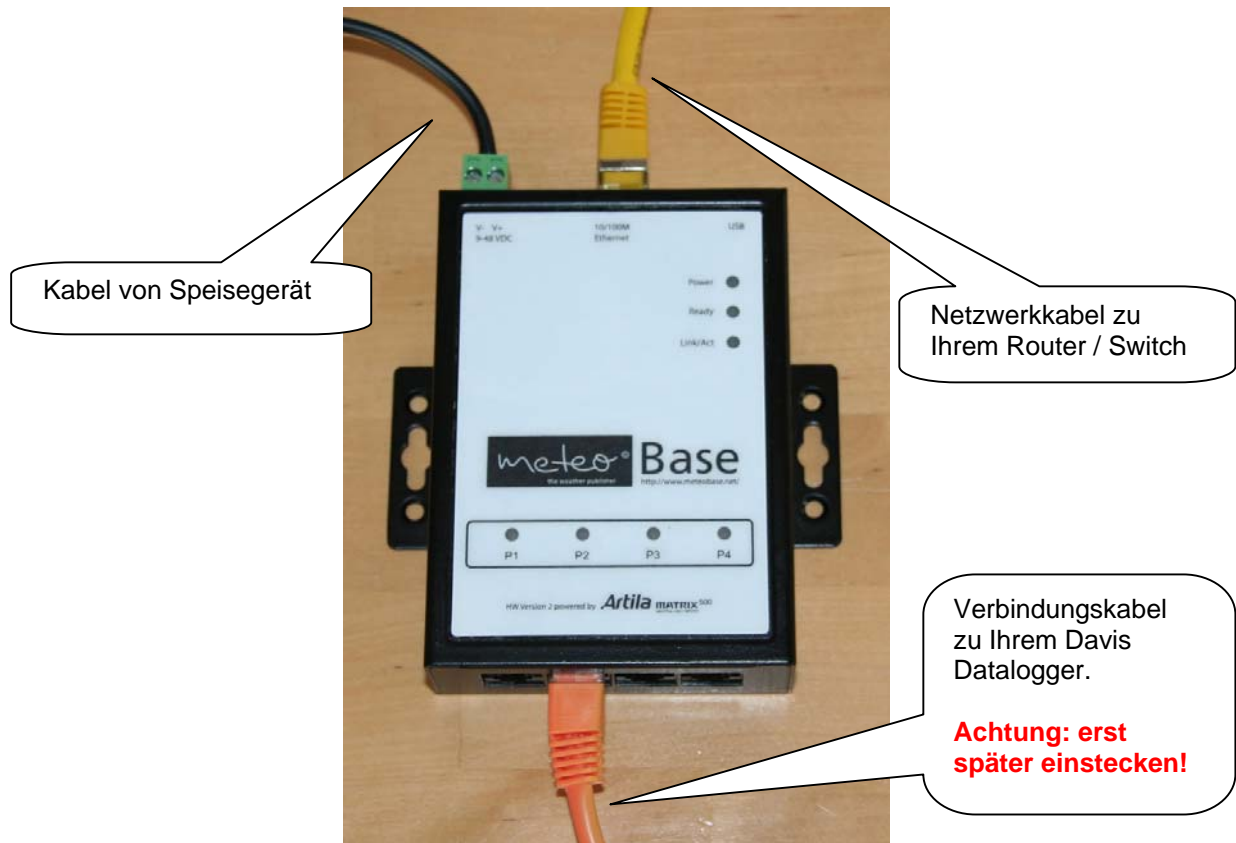 V- V+
9-48 VDC
10/100M
Ethernet
USB
Power
Ready
Link/Act
Kabel von Speisegerät
Netzwerkkabel zu
Ihrem Router / Switch
meteo® Base
the weather publisher
http://www.meteobase.net/
P1 P2 P3 P4
HW Version 2 powered by Artila MATRIX 500
Verbindungskabel
zu Ihrem Davis
Datalogger.
Achtung: erst
später einstecken!